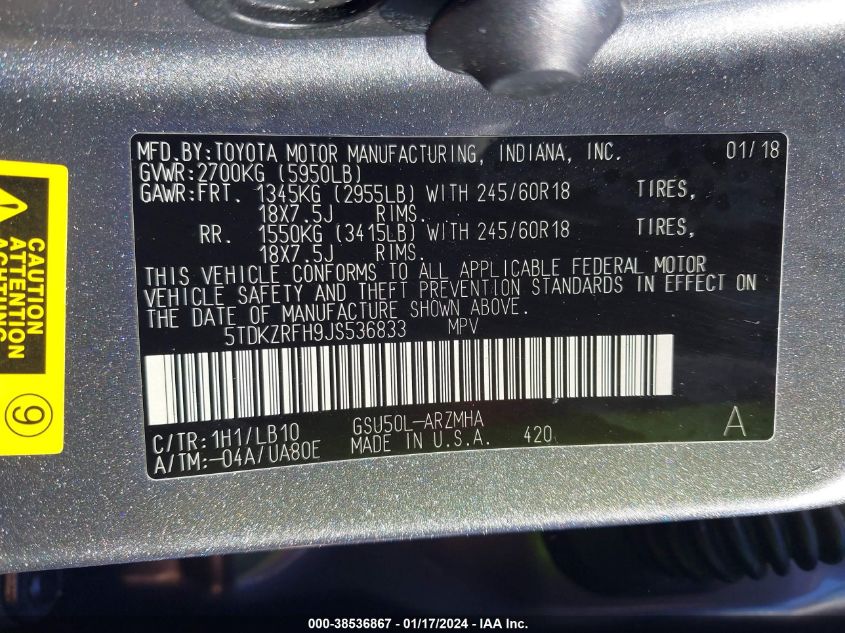 MFD.BY:TOYOTA MOTOR MANUFACTURING, INDIANA, INC. 01/18
GVWR:2700KG (5950LB)
GAWR:FRT. 1345KG (2955LB) WITH 245/60R18 TIRES,
18X7.5J RIMS.
RR. 1550KG (3415LB) WITH 245/60R18 TIRES,
18X7.5J RIMS.
THIS VEHICLE CONFORMS TO ALL APPLICABLE FEDERAL MOTOR
VEHICLE SAFETY AND THEFT PREVENTION STANDARDS IN EFFECT ON
THE DATE OF MANUFACTURE SHOWN ABOVE.
5TDKZRFH9JS536833 MPV
C/TR:1H1/LB10 GSU50L-ARZMHA
A/TM:-04A/UA80E MADE IN U.S.A. 420 A
CAUTION
ATTENTION
ACHTUNG
9
000-38536867 - 01/17/2024 - IAA Inc.